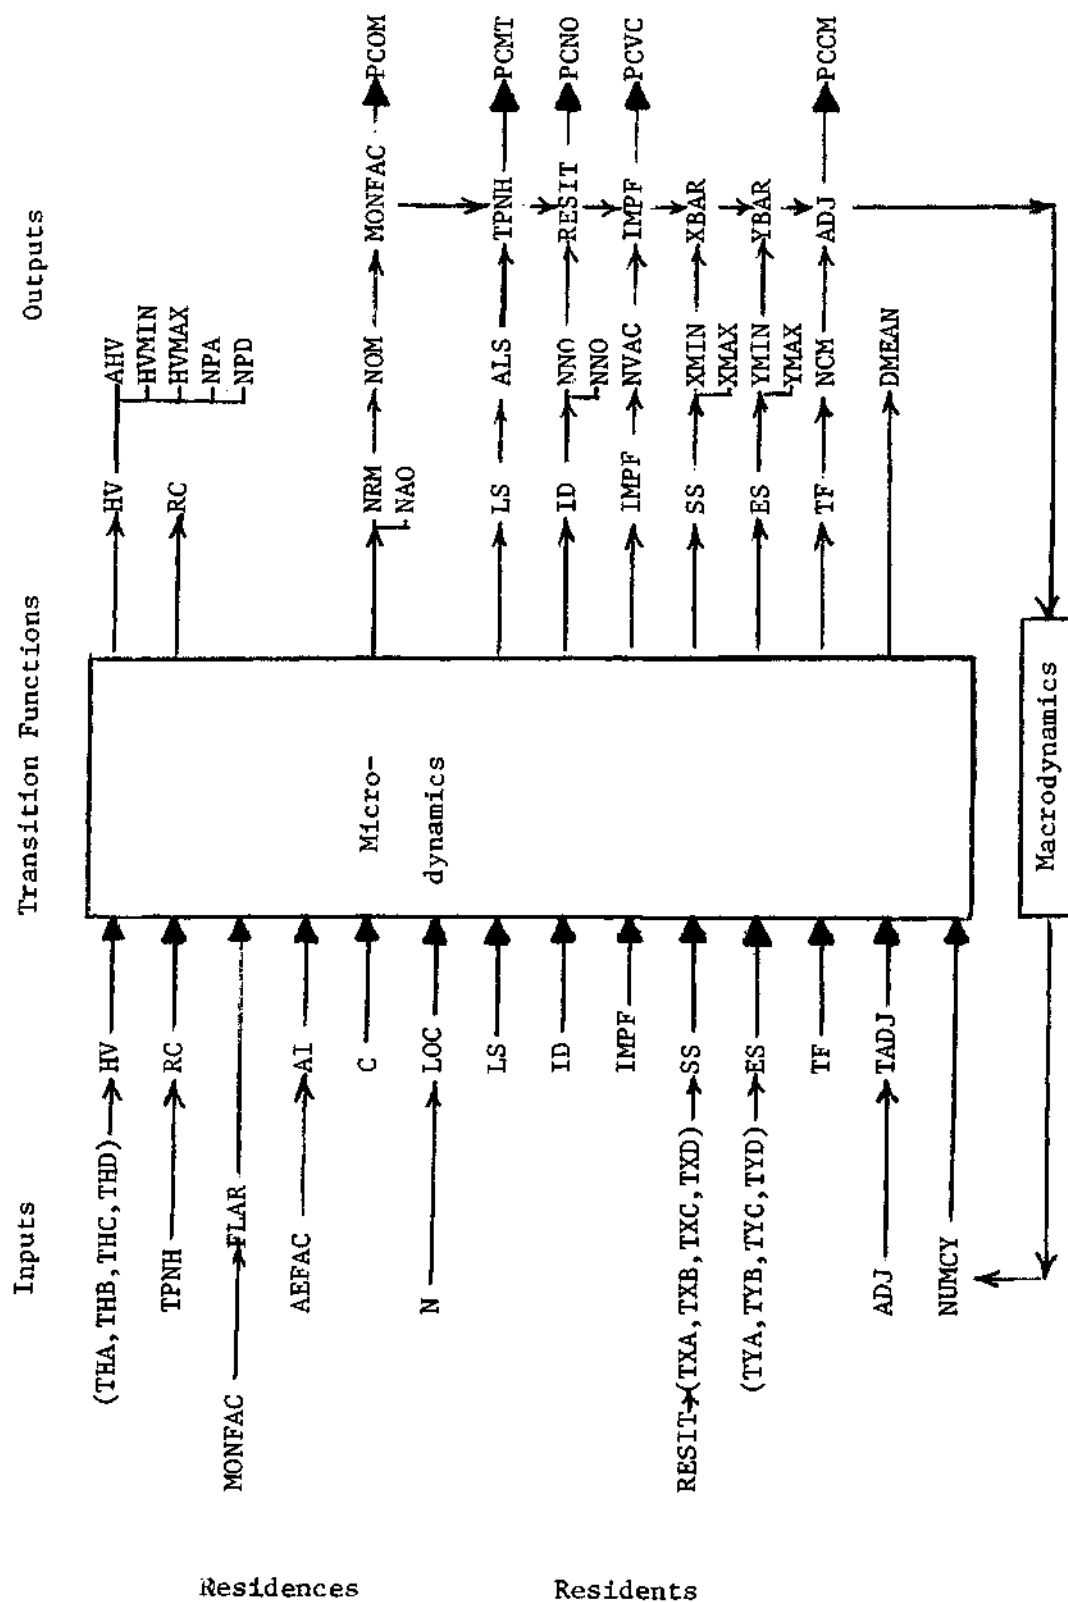 Inputs Transition Functions Outputs
(THA,THB,THC,THD) HV HV AHV
HVMIN
HVMAX
NPA
NPD
TPNH RC RC
MONFAC FLAR
AEFAC AI
C
Micro-
dynamics
NRM NOM MONFAC PCOM
NAO
N LOC
LS LS ALS TPNH PCMT
ID ID NNO RESIT PCNO
NNO
IMPF IMPF NVAC IMPF PCVC
RESIT (TXA,TXB,TXC,TXD) SS SS XMIN XBAR
XMAX
(TYA,TYB,TYC,TYD) ES ES YMIN YBAR
YMAX
TF TF NCM ADJ PCCM
ADJ TADJ DMEAN
NUMCY
Macrodynamics
Residences
Residents